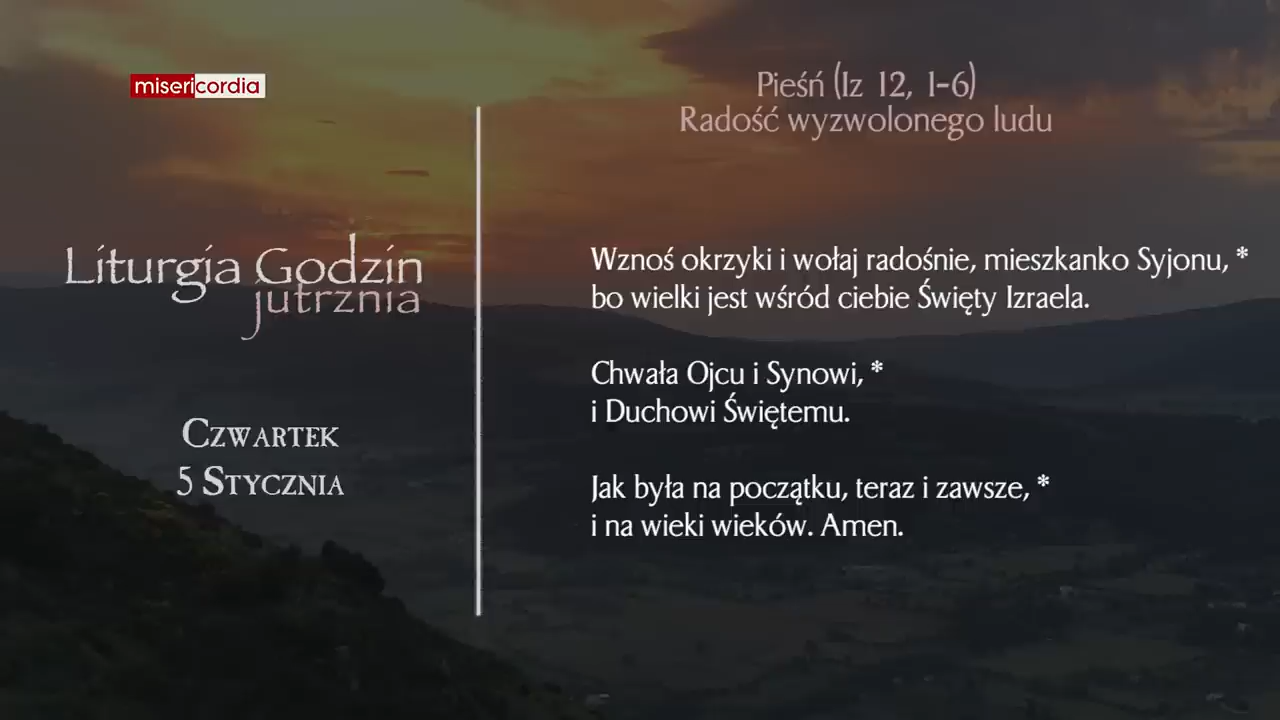 misericordia
Liturgia Godzin
jutrznia
Czwartek
5 Stycznia
Pieśń (Iz 12, 1-6)
Radość wyzwolonego ludu
Wznoś okrzyki i wołaj radośnie, mieszkanko Syjonu, *
bo wielki jest wśród ciebie Święty Izraela.
Chwała Ojcu i Synowi, *
i Duchowi Świętemu.
Jak była na początku, teraz i zawsze, *
i na wieki wieków. Amen.